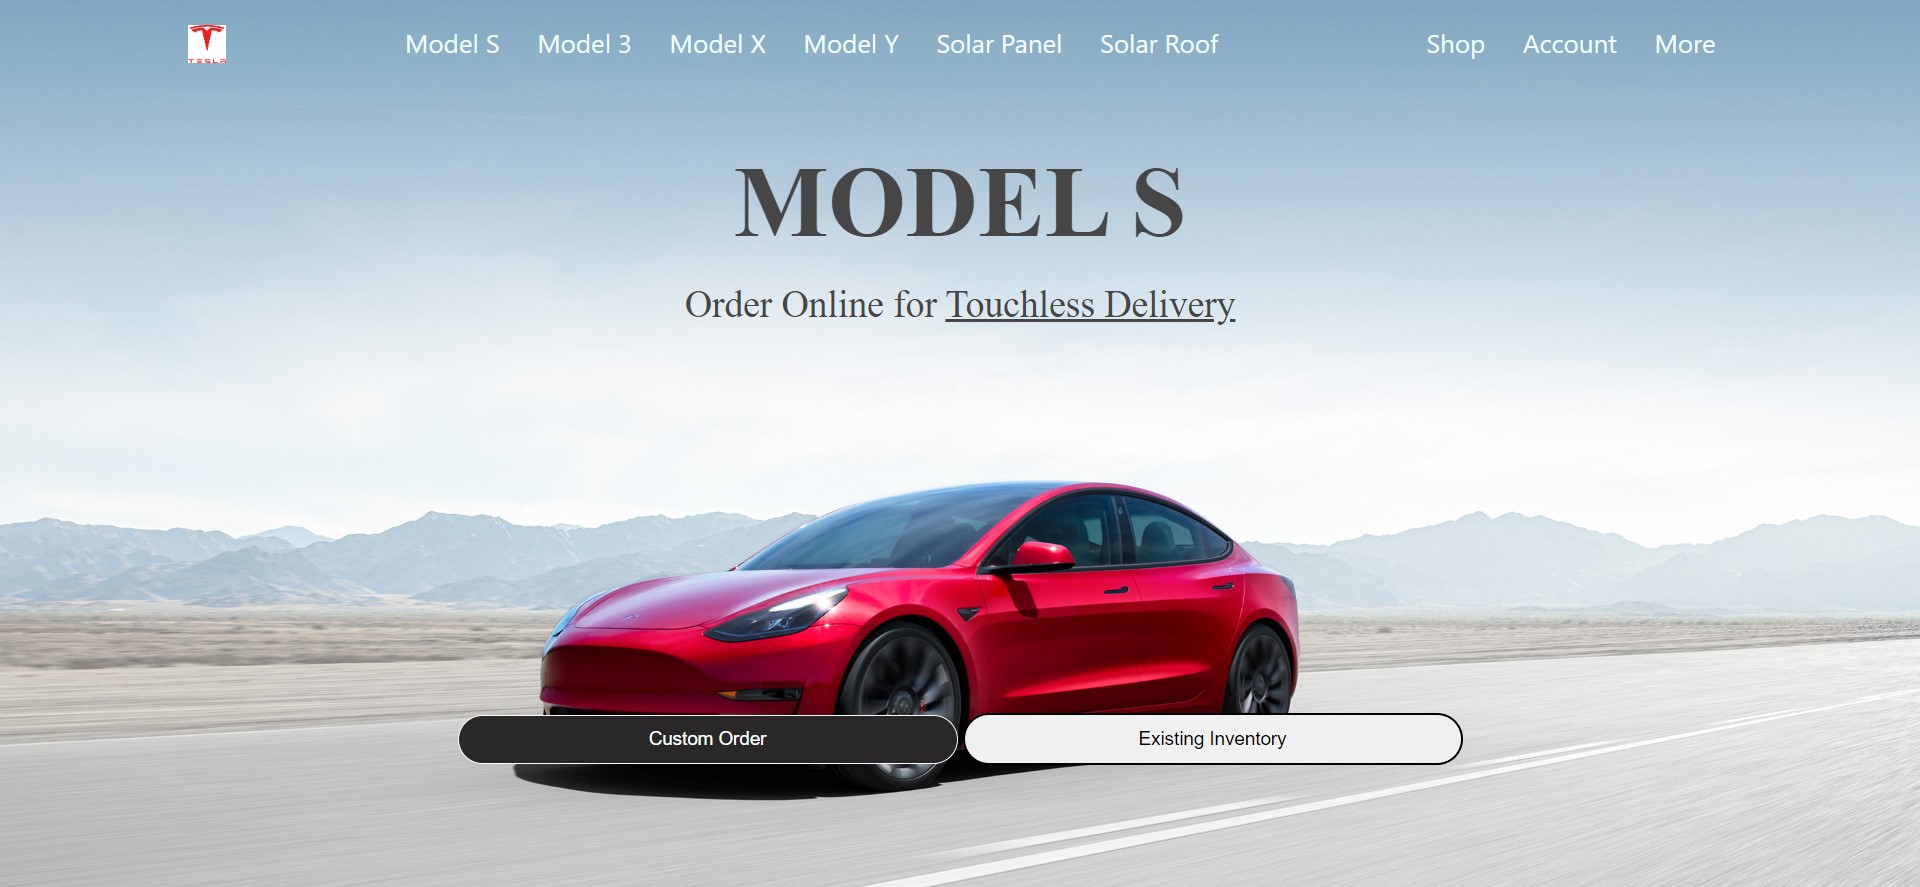 TESLA
Model S Model 3 Model X Model Y Solar Panel Solar Roof Shop Account More
MODEL S
Order Online for Touchless Delivery
Custom Order Existing Inventory